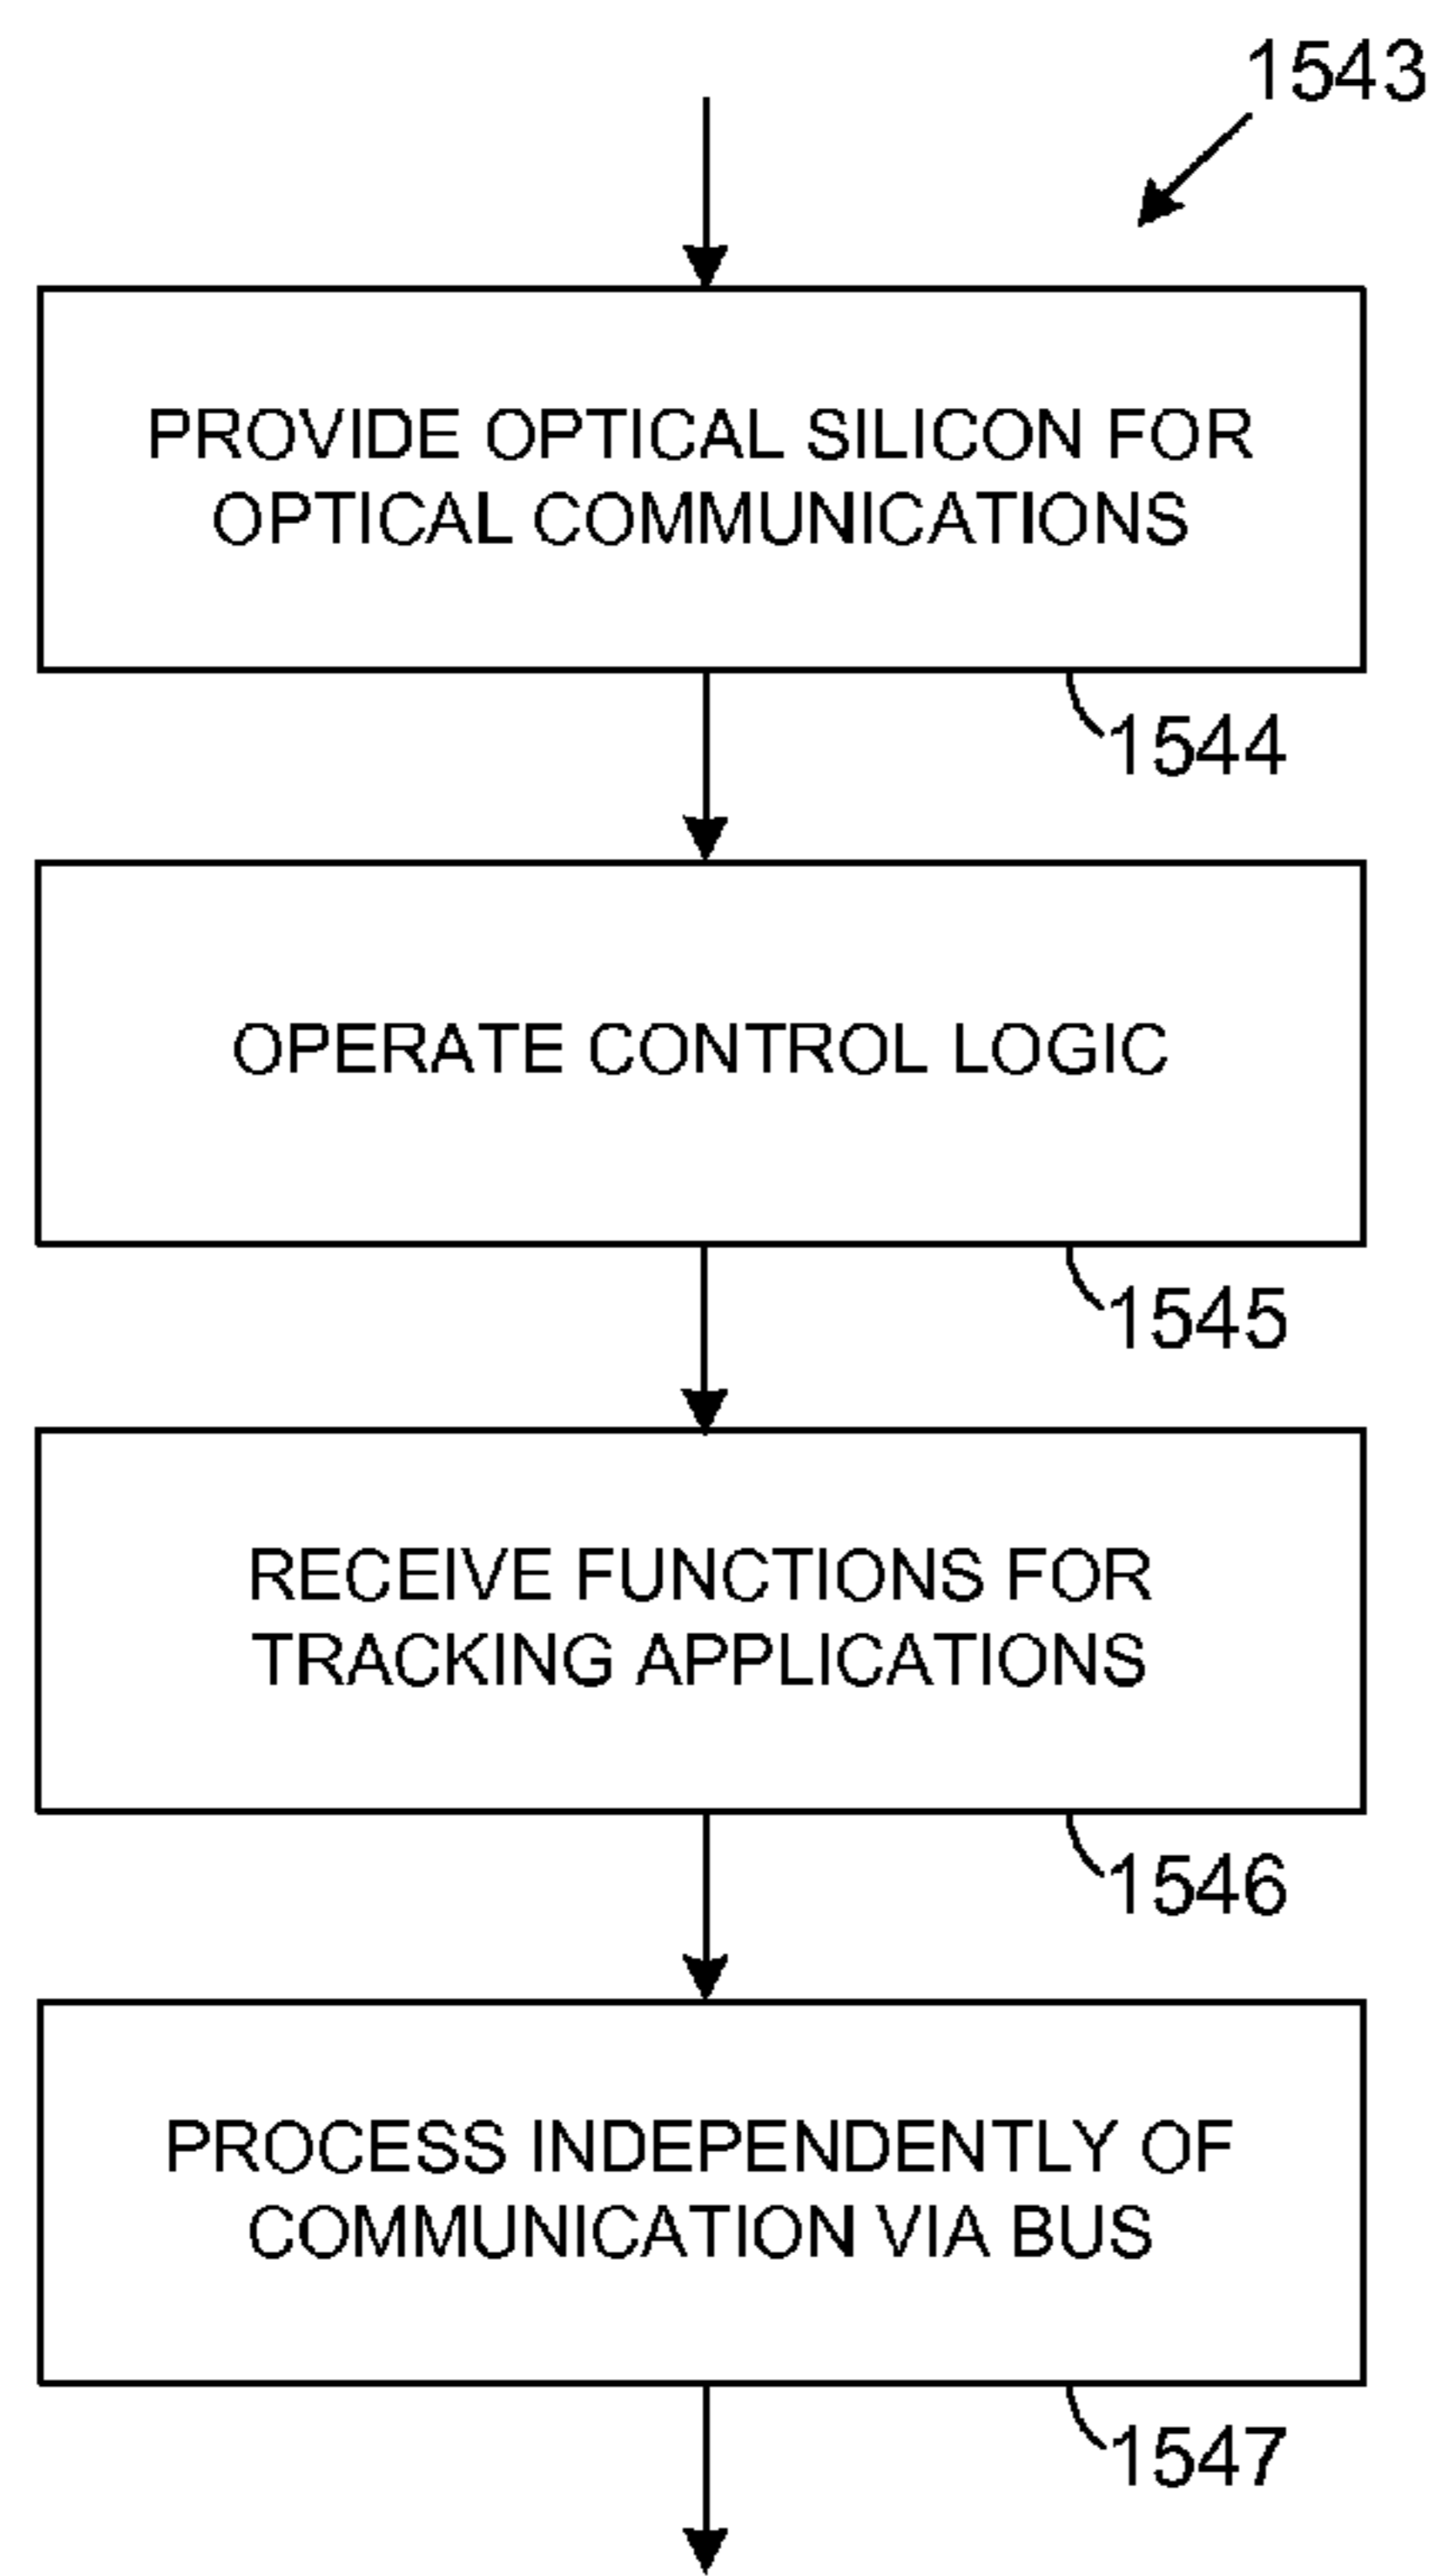 1543
PROVIDE OPTICAL SILICON FOR
OPTICAL COMMUNICATIONS
1544
OPERATE CONTROL LOGIC
1545
RECEIVE FUNCTIONS FOR
TRACKING APPLICATIONS
1546
PROCESS INDEPENDENTLY OF
COMMUNICATION VIA BUS
1547